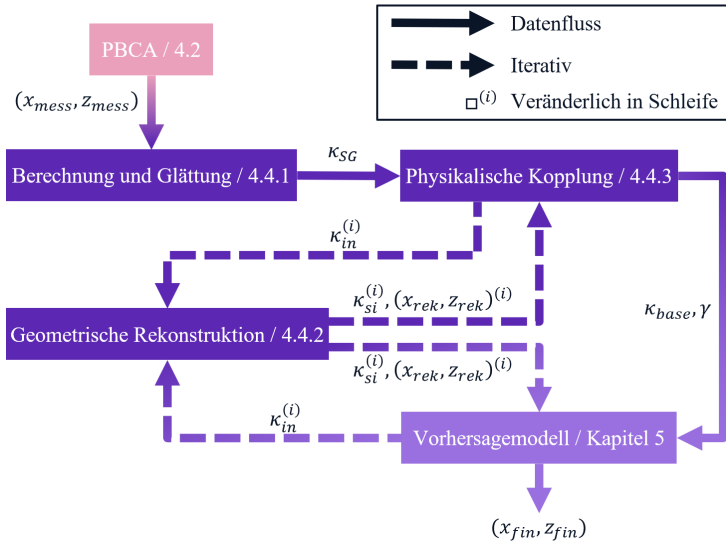 PBCA / 4.2
Datenfluss
Iterativ
□⁽ⁱ⁾ Veränderlich in Schleife
(x_mess, z_mess)
Berechnung und Glättung / 4.4.1
κ_SG
Physikalische Kopplung / 4.4.3
κ_in⁽ⁱ⁾
κ_si⁽ⁱ⁾, (x_rek, z_rek)⁽ⁱ⁾
κ_base, γ
Geometrische Rekonstruktion / 4.4.2
κ_si⁽ⁱ⁾, (x_rek, z_rek)⁽ⁱ⁾
κ_in⁽ⁱ⁾
Vorhersagemodell / Kapitel 5
(x_fin, z_fin)